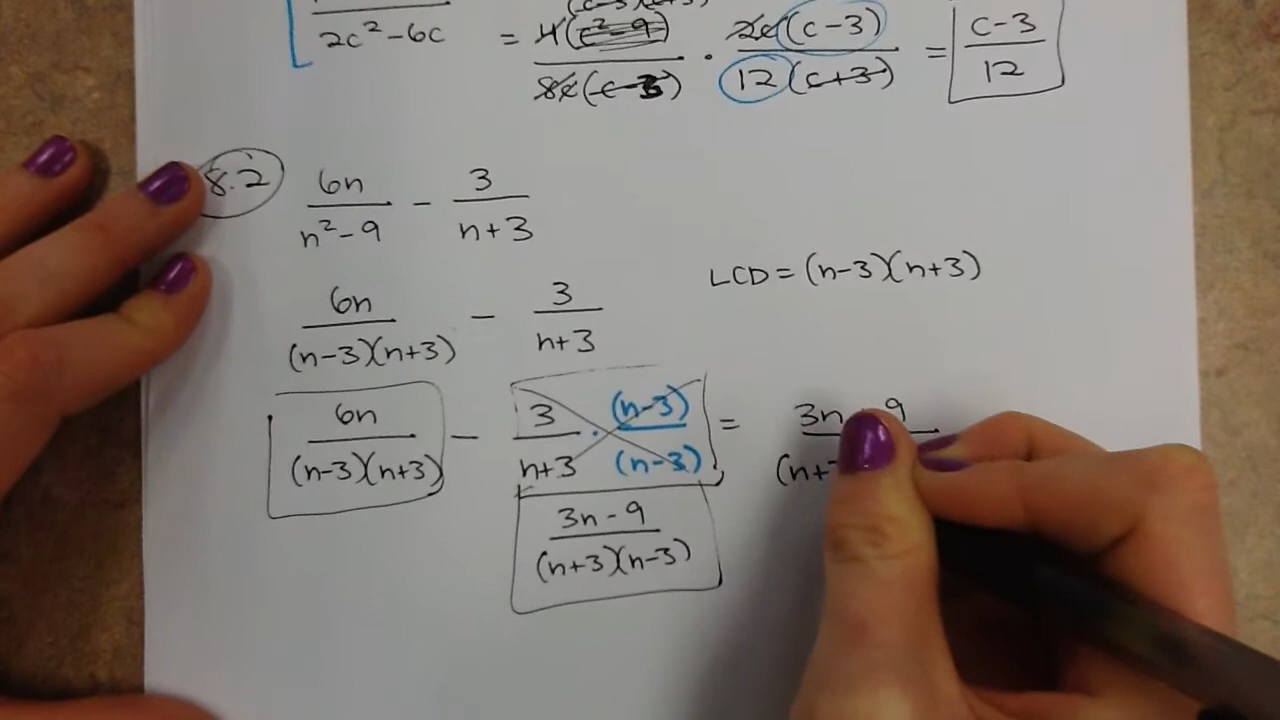 2c²-6c = 4(c²-9) / 8c(c-3) · 2c(c-3) / 12(c+3) = c-3 / 12
8.2 6n / n²-9 - 3 / n+3
LCD = (n-3)(n+3)
6n / (n-3)(n+3) - 3 / n+3
6n / (n-3)(n+3) - 3 / n+3 · (n-3) / (n-3) = 3n 9 / (n+
3n-9 / (n+3)(n-3)